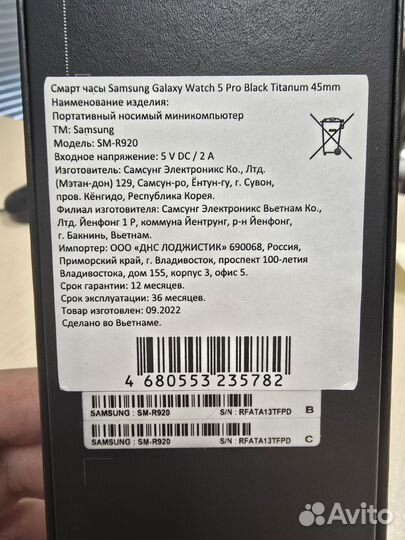 Смарт часы Samsung Galaxy Watch 5 Pro Black Titanum 45mm
Наименование изделия:
Портативный носимый миникомпьютер
ТМ: Samsung
Модель: SM-R920
Входное напряжение: 5 V DC / 2 A
Изготовитель: Самсунг Электроникс Ко., Лтд.
(Мэтан-дон) 129, Самсун-ро, Ёнтун-гу, г. Сувон,
пров. Кёнгидо, Республика Корея.
Филиал изготовителя: Самсунг Электроникс Вьетнам Ко.,
Лтд. Йенфонг 1 Р, коммуна Йентрунг, р-н Йенфонг,
г. Бакнинь, Вьетнам.
Импортер: ООО «ДНС ЛОДЖИСТИК» 690068, Россия,
Приморский край, г. Владивосток, проспект 100-летия
Владивостока, дом 155, корпус 3, офис 5.
Срок гарантии: 12 месяцев.
Срок эксплуатации: 36 месяцев.
Товар изготовлен: 09.2022
Сделано во Вьетнаме.
4 680553 235782
SAMSUNG : SM-R920 S/N : RFATA13TFPD B
SAMSUNG : SM-R920 S/N : RFATA13TFPD C
Avito